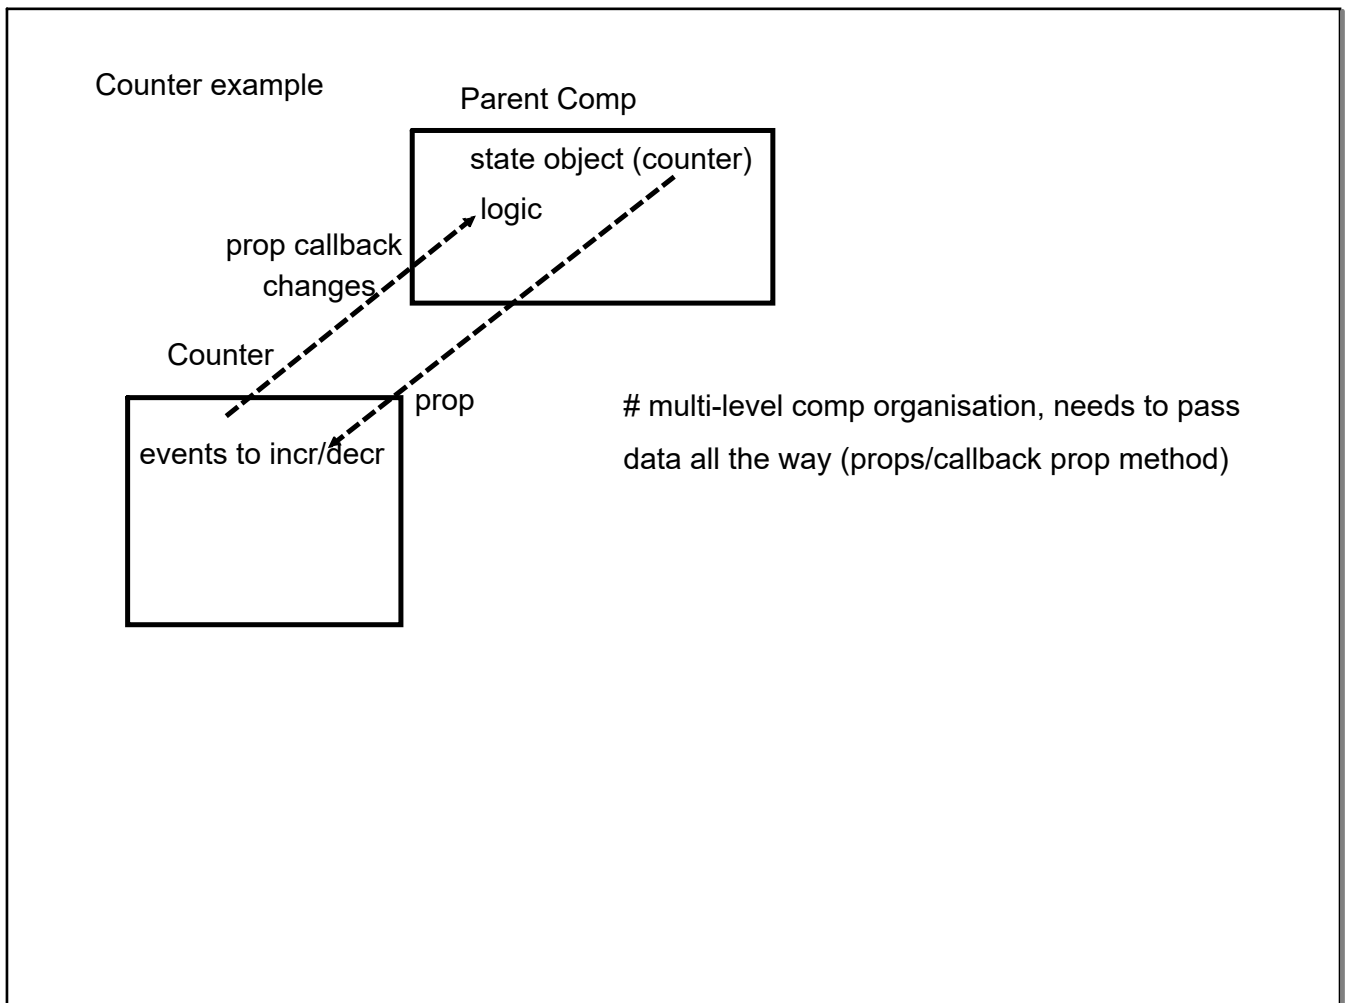 Counter example
Parent Comp
state object (counter)
logic
prop callback
changes
Counter
prop
events to incr/decr
# multi-level comp organisation, needs to pass
data all the way (props/callback prop method)